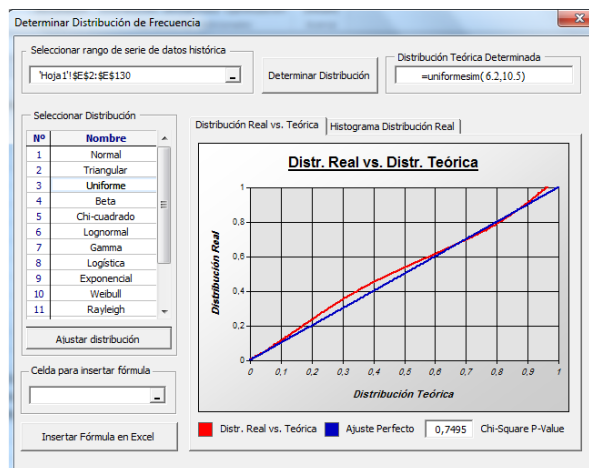 Determinar Distribución de Frecuencia
x
Seleccionar rango de serie de datos histórica
'Hoja1'!$E$2:$E$130
Determinar Distribución
Distribución Teórica Determinada
=uniformesim( 6.2,10.5)
Seleccionar Distribución
Nº Nombre
1 Normal
2 Triangular
3 Uniforme
4 Beta
5 Chi-cuadrado
6 Lognormal
7 Gamma
8 Logística
9 Exponencial
10 Weibull
11 Rayleigh
Ajustar distribución
Celda para insertar fórmula
Insertar Fórmula en Excel
Distribución Real vs. Teórica
Histograma Distribución Real
Distr. Real vs. Distr. Teórica
Distribución Real
1
0,8
0,6
0,4
0,2
0
0 0,1 0,2 0,3 0,4 0,5 0,6 0,7 0,8 0,9 1
Distribución Teórica
Distr. Real vs. Teórica
Ajuste Perfecto
0,7495
Chi-Square P-Value